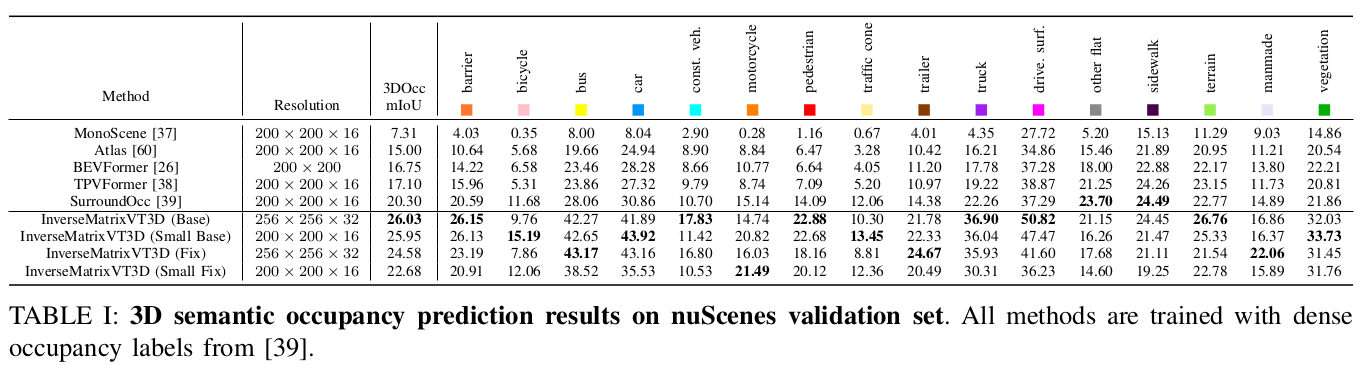 Method Resolution 3DOcc mIoU barrier bicycle bus car const. veh. motorcycle pedestrian traffic cone trailer truck drive. surf. other flat sidewalk terrain manmade vegetation
MonoScene [37] 200 × 200 × 16 7.31 4.03 0.35 8.00 8.04 2.90 0.28 1.16 0.67 4.01 4.35 27.72 5.20 15.13 11.29 9.03 14.86
Atlas [60] 200 × 200 × 16 15.00 10.64 5.68 19.66 24.94 8.90 8.84 6.47 3.28 10.42 16.21 34.86 15.46 21.89 20.95 11.21 20.54
BEVFormer [26] 200 × 200 16.75 14.22 6.58 23.46 28.28 8.66 10.77 6.64 4.05 11.20 17.78 37.28 18.00 22.88 22.17 13.80 22.21
TPVFormer [38] 200 × 200 × 16 17.10 15.96 5.31 23.86 27.32 9.79 8.74 7.09 5.20 10.97 19.22 38.87 21.25 24.26 23.15 11.73 20.81
SurroundOcc [39] 200 × 200 × 16 20.30 20.59 11.68 28.06 30.86 10.70 15.14 14.09 12.06 14.38 22.26 37.29 23.70 24.49 22.77 14.89 21.86
InverseMatrixVT3D (Base) 256 × 256 × 32 26.03 26.15 9.76 42.27 41.89 17.83 14.74 22.88 10.30 21.78 36.90 50.82 21.15 24.45 26.76 16.86 32.03
InverseMatrixVT3D (Small Base) 200 × 200 × 16 25.95 26.13 15.19 42.65 43.92 11.42 20.82 22.68 13.45 22.33 36.04 47.47 16.26 21.47 25.33 16.37 33.73
InverseMatrixVT3D (Fix) 256 × 256 × 32 24.58 23.19 7.86 43.17 43.16 16.80 16.03 18.16 8.81 24.67 35.93 41.60 17.68 21.11 21.54 22.06 31.45
InverseMatrixVT3D (Small Fix) 200 × 200 × 16 22.68 20.91 12.06 38.52 35.53 10.53 21.49 20.12 12.36 20.49 30.31 36.23 14.60 19.25 22.78 15.89 31.76
TABLE I: 3D semantic occupancy prediction results on nuScenes validation set. All methods are trained with dense
occupancy labels from [39].